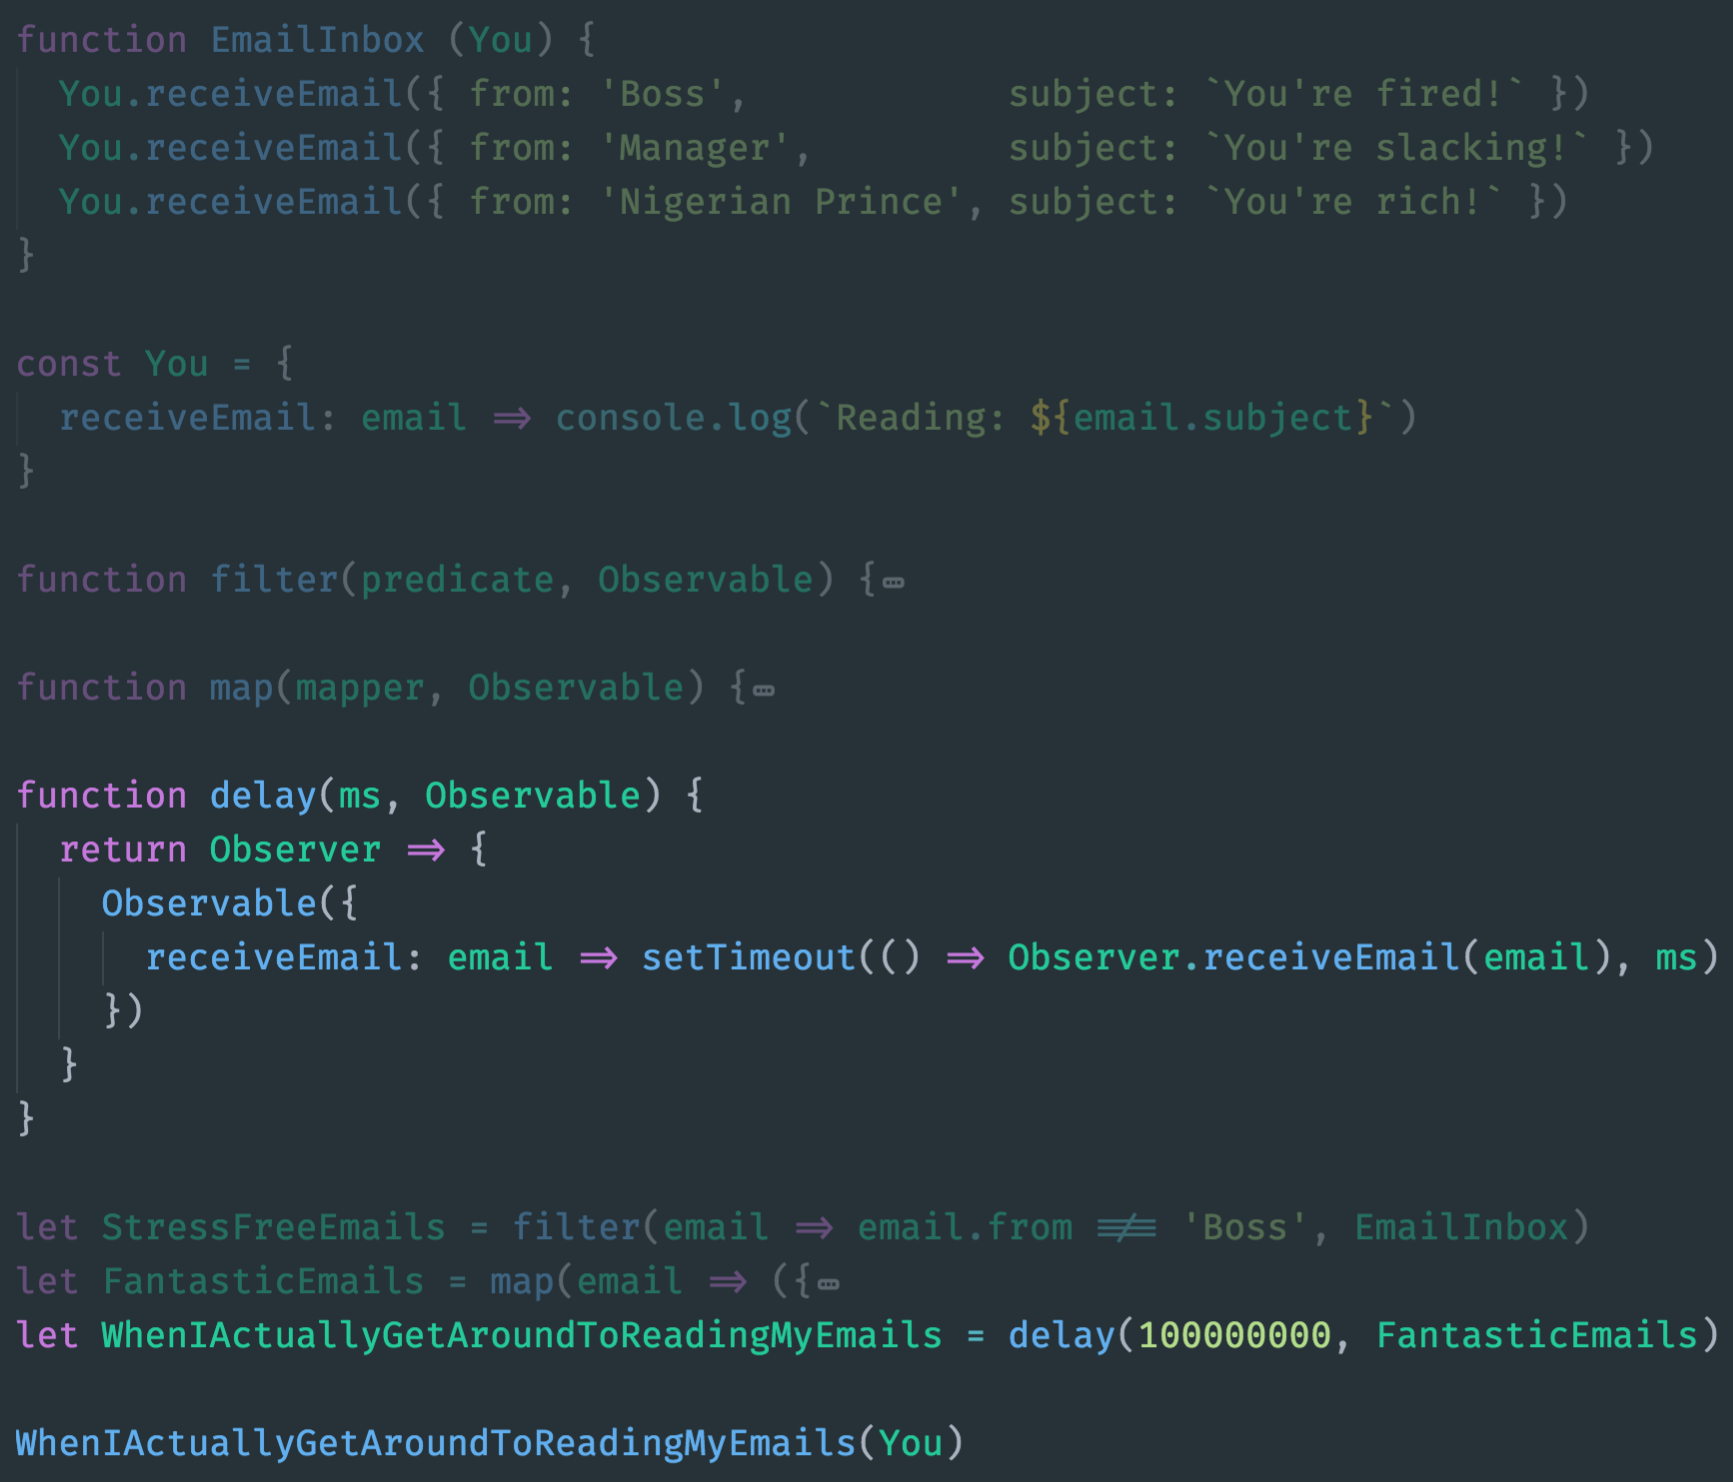 function EmailInbox (You) {
  You.receiveEmail({ from: 'Boss',            subject: `You're fired!` })
  You.receiveEmail({ from: 'Manager',         subject: `You're slacking!` })
  You.receiveEmail({ from: 'Nigerian Prince', subject: `You're rich!` })
}
const You = {
  receiveEmail: email => console.log(`Reading: ${email.subject}`)
}
function filter(predicate, Observable) {…
function map(mapper, Observable) {…
function delay(ms, Observable) {
  return Observer => {
    Observable({
      receiveEmail: email => setTimeout(() => Observer.receiveEmail(email), ms)
    })
  }
}
let StressFreeEmails = filter(email => email.from !== 'Boss', EmailInbox)
let FantasticEmails = map(email => ({…
let WhenIActuallyGetAroundToReadingMyEmails = delay(100000000, FantasticEmails)
WhenIActuallyGetAroundToReadingMyEmails(You)